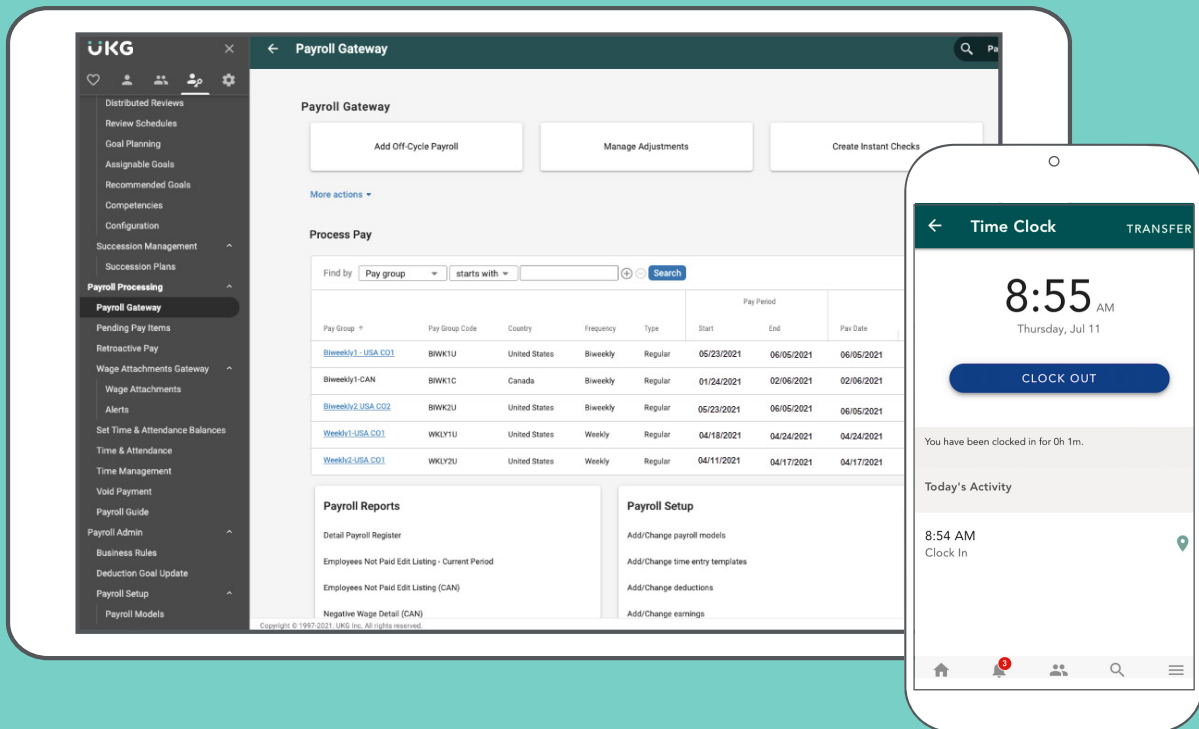 UKG
Payroll Gateway
Distributed Reviews
Review Schedules
Goal Planning
Assignable Goals
Recommended Goals
Competencies
Configuration
Succession Management
Succession Plans
Payroll Processing
Payroll Gateway
Pending Pay Items
Retroactive Pay
Wage Attachments Gateway
Wage Attachments
Alerts
Set Time & Attendance Balances
Time & Attendance
Time Management
Void Payment
Payroll Guide
Payroll Admin
Business Rules
Deduction Goal Update
Payroll Setup
Payroll Models
Payroll Gateway
Add Off-Cycle Payroll
Manage Adjustments
Create Instant Checks
More actions
Process Pay
Find by Pay group starts with Search
Pay Period
Pay Group Pay Group Code Country Frequency Type Start End Pay Date
Biweekly1 - USA CO1 BIWK1U United States Biweekly Regular 05/23/2021 06/05/2021 06/05/2021
Biweekly1-CAN BIWK1C Canada Biweekly Regular 01/24/2021 02/06/2021 02/06/2021
Biweekly2 USA CO2 BIWK2U United States Biweekly Regular 05/23/2021 06/05/2021 06/05/2021
Weekly1-USA CO1 WKLY1U United States Weekly Regular 04/18/2021 04/24/2021 04/24/2021
Weekly2-USA CO1 WKLY2U United States Weekly Regular 04/11/2021 04/17/2021 04/17/2021
Payroll Reports
Detail Payroll Register
Employees Not Paid Edit Listing - Current Period
Employees Not Paid Edit Listing (CAN)
Negative Wage Detail (CAN)
Payroll Setup
Add/Change payroll models
Add/Change time entry templates
Add/Change deductions
Add/Change earnings
Copyright © 1997-2021. UKG Inc. All rights reserved.
Time Clock TRANSFER
8:55 AM
Thursday, Jul 11
CLOCK OUT
You have been clocked in for 0h 1m.
Today's Activity
8:54 AM
Clock In
3